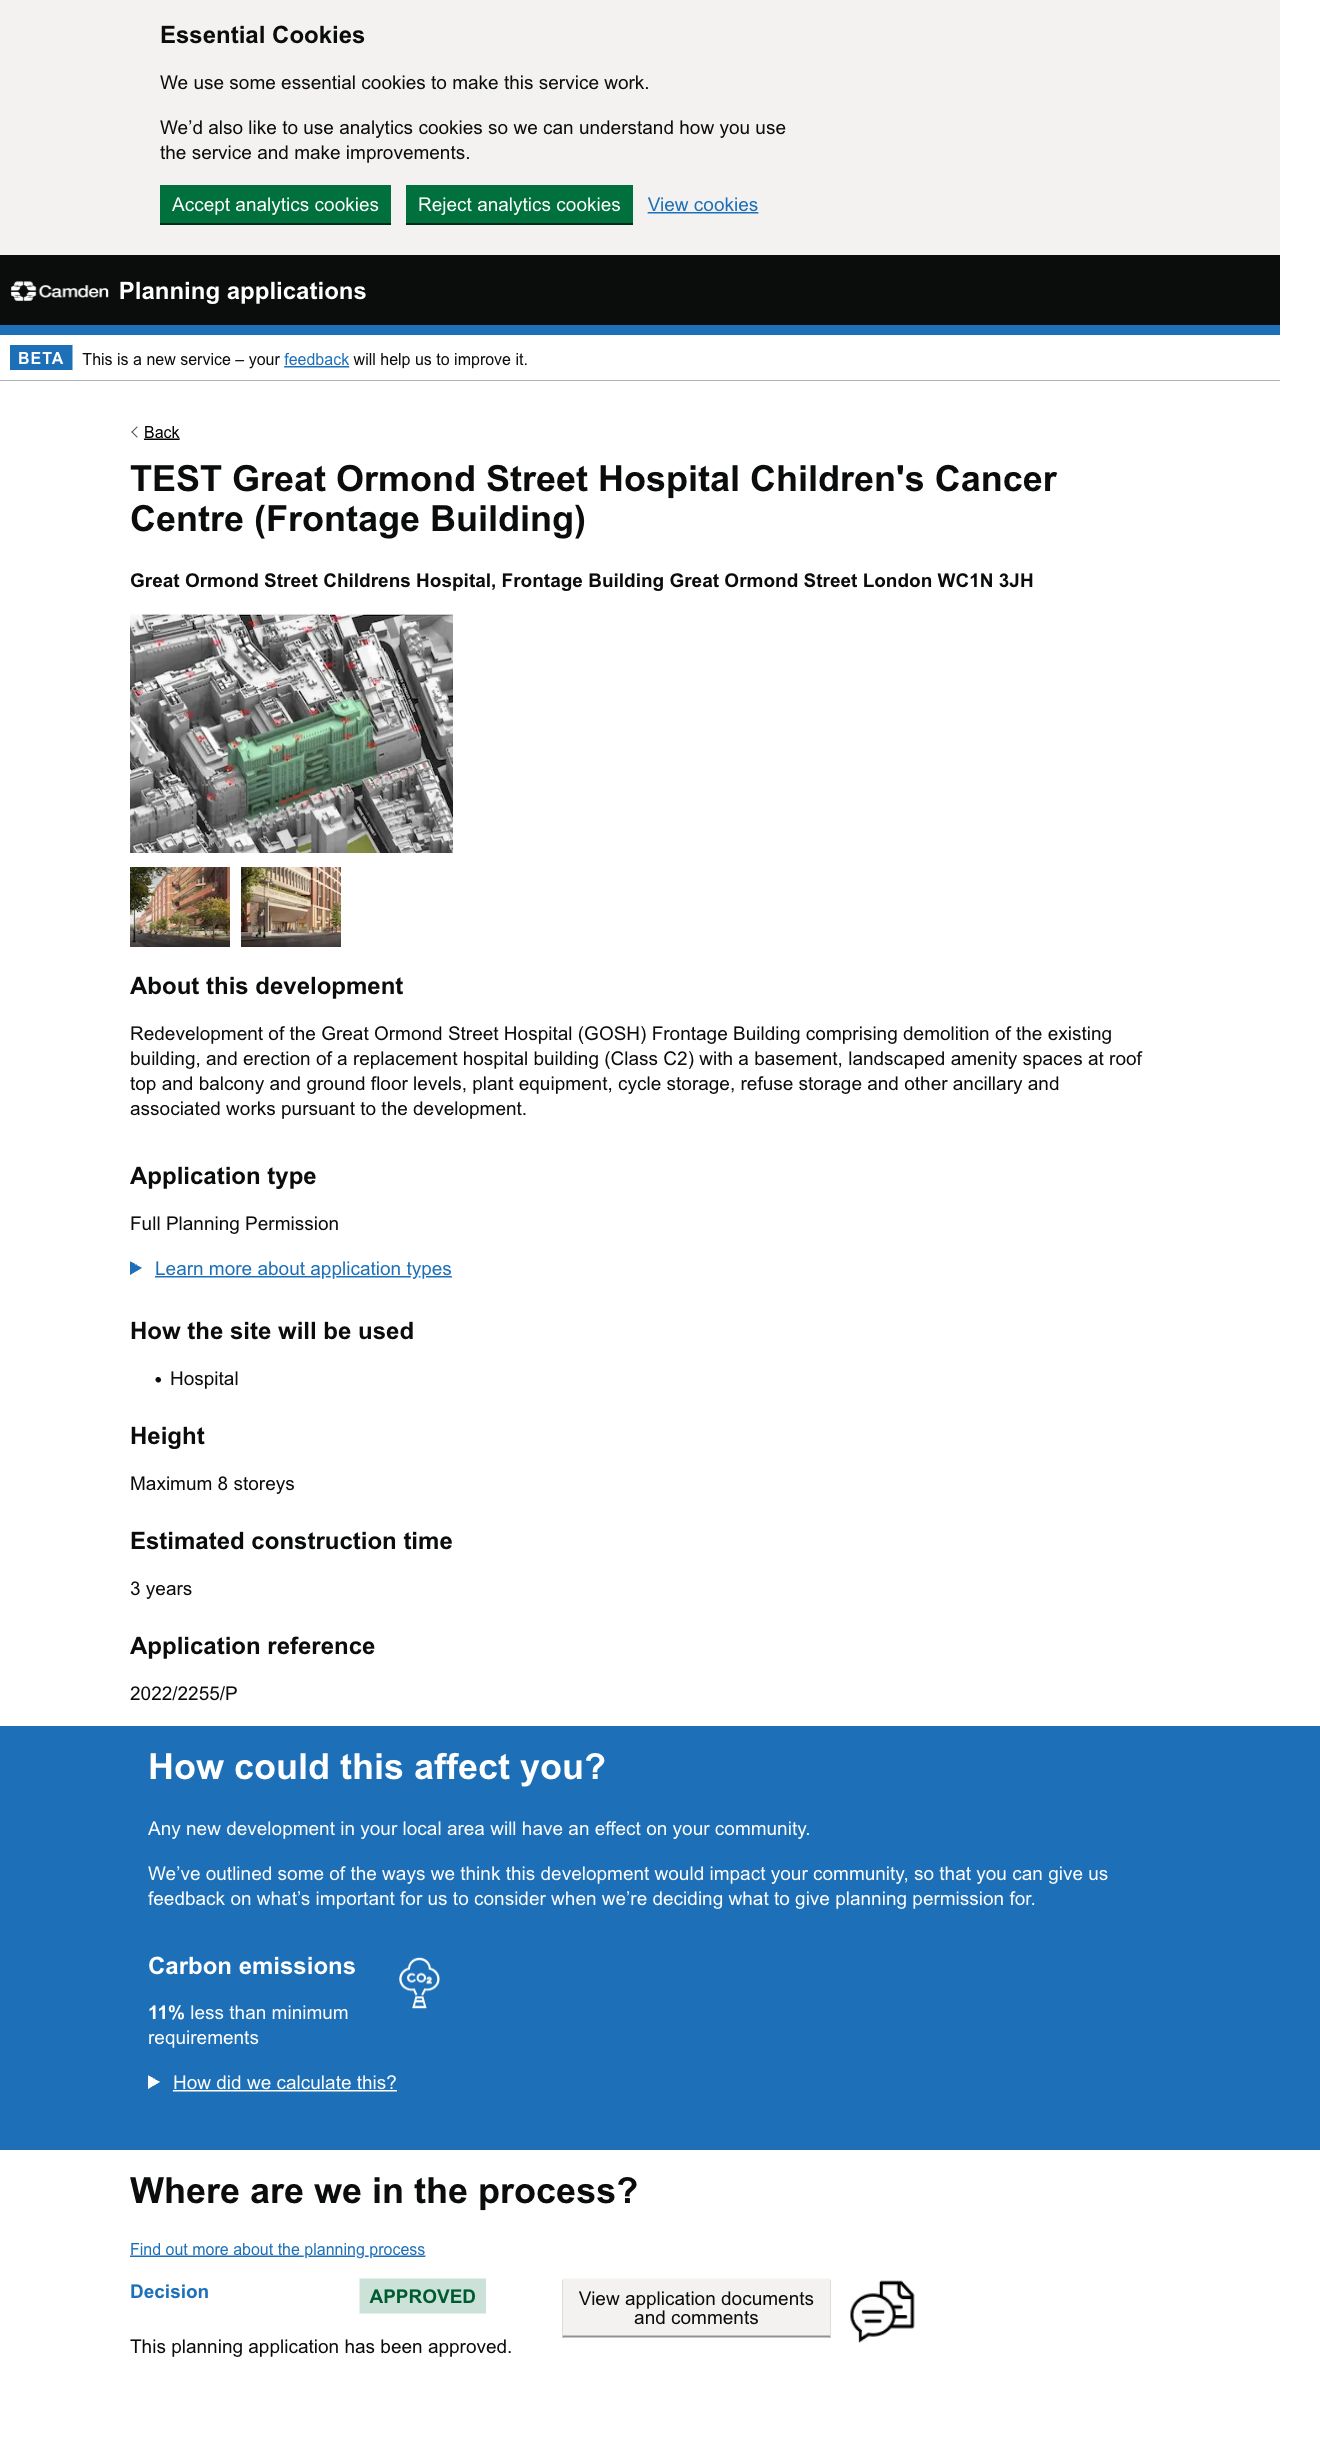 Essential Cookies
We use some essential cookies to make this service work.
We’d also like to use analytics cookies so we can understand how you use
the service and make improvements.
Accept analytics cookies Reject analytics cookies View cookies
Camden Planning applications
BETA This is a new service – your feedback will help us to improve it.
Back
TEST Great Ormond Street Hospital Children's Cancer
Centre (Frontage Building)
Great Ormond Street Childrens Hospital, Frontage Building Great Ormond Street London WC1N 3JH
About this development
Redevelopment of the Great Ormond Street Hospital (GOSH) Frontage Building comprising demolition of the existing
building, and erection of a replacement hospital building (Class C2) with a basement, landscaped amenity spaces at roof
top and balcony and ground floor levels, plant equipment, cycle storage, refuse storage and other ancillary and
associated works pursuant to the development.
Application type
Full Planning Permission
Learn more about application types
How the site will be used
• Hospital
Height
Maximum 8 storeys
Estimated construction time
3 years
Application reference
2022/2255/P
How could this affect you?
Any new development in your local area will have an effect on your community.
We’ve outlined some of the ways we think this development would impact your community, so that you can give us
feedback on what’s important for us to consider when we’re deciding what to give planning permission for.
Carbon emissions
CO2
11% less than minimum
requirements
How did we calculate this?
Where are we in the process?
Find out more about the planning process
Decision APPROVED
View application documents
and comments
This planning application has been approved.